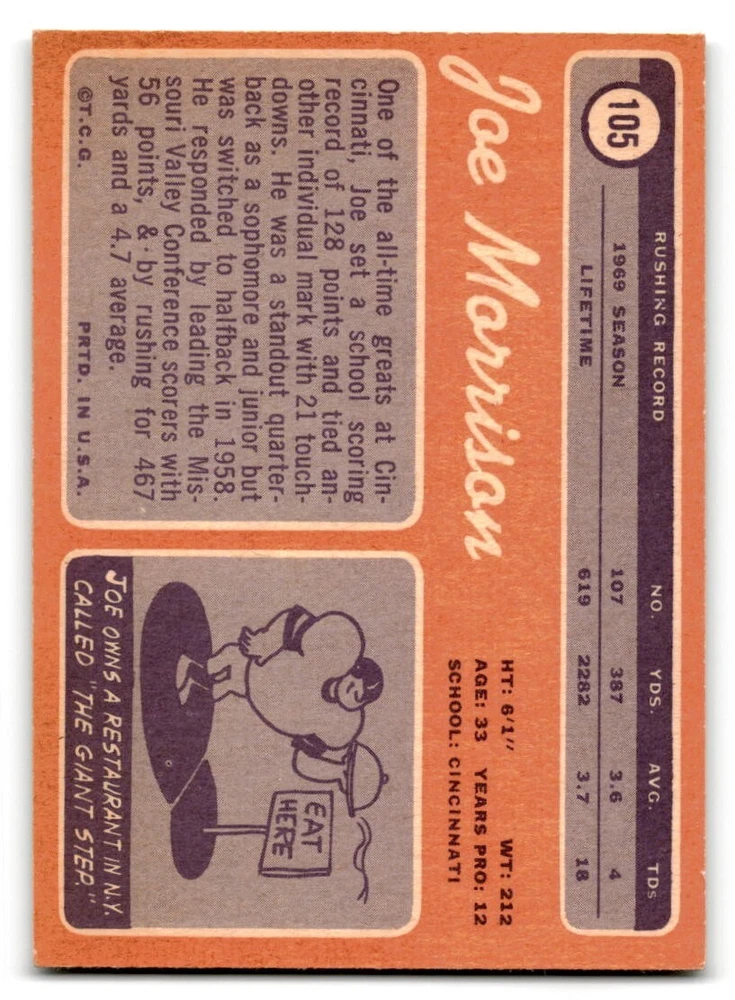 105
RUSHING RECORD NO. YDS. AVG. TDs
1969 SEASON 107 387 3.6 4
LIFETIME 619 2282 3.7 18
Joe Morrison
HT: 6'1" WT: 212
AGE: 33 YEARS PRO: 12
SCHOOL: CINCINNATI
One of the all-time greats at Cin-
cinnati, Joe set a school scoring
record of 128 points and tied an-
other individual mark with 21 touch-
downs. He was a standout quarter-
back as a sophomore and junior but
was switched to halfback in 1958.
He responded by leading the Mis-
souri Valley Conference scorers with
56 points, & by rushing for 467
yards and a 4.7 average.
©T.C.G. PRTD. IN U.S.A.
EAT
HERE
JOE OWNS A RESTAURANT IN N.Y.
CALLED "THE GIANT STEP."